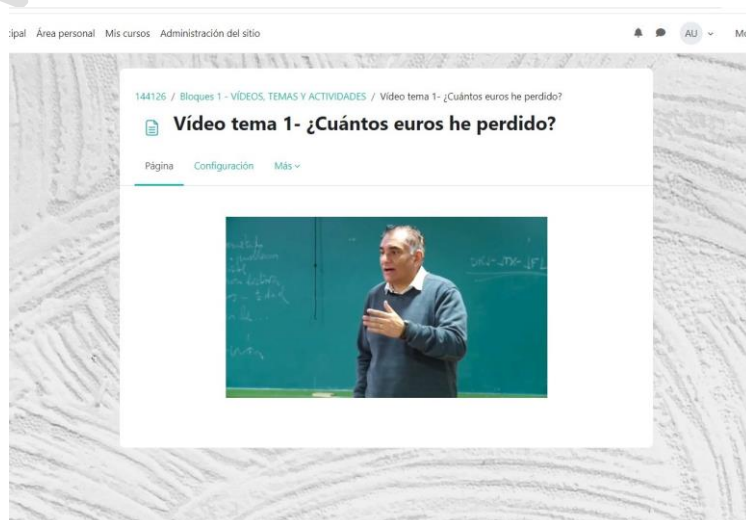 Área personal Mis cursos Administración del sitio AU
144126 / Bloques 1 - VÍDEOS, TEMAS Y ACTIVIDADES / Vídeo tema 1- ¿Cuántos euros he perdido?
Vídeo tema 1- ¿Cuántos euros he perdido?
Página Configuración Más